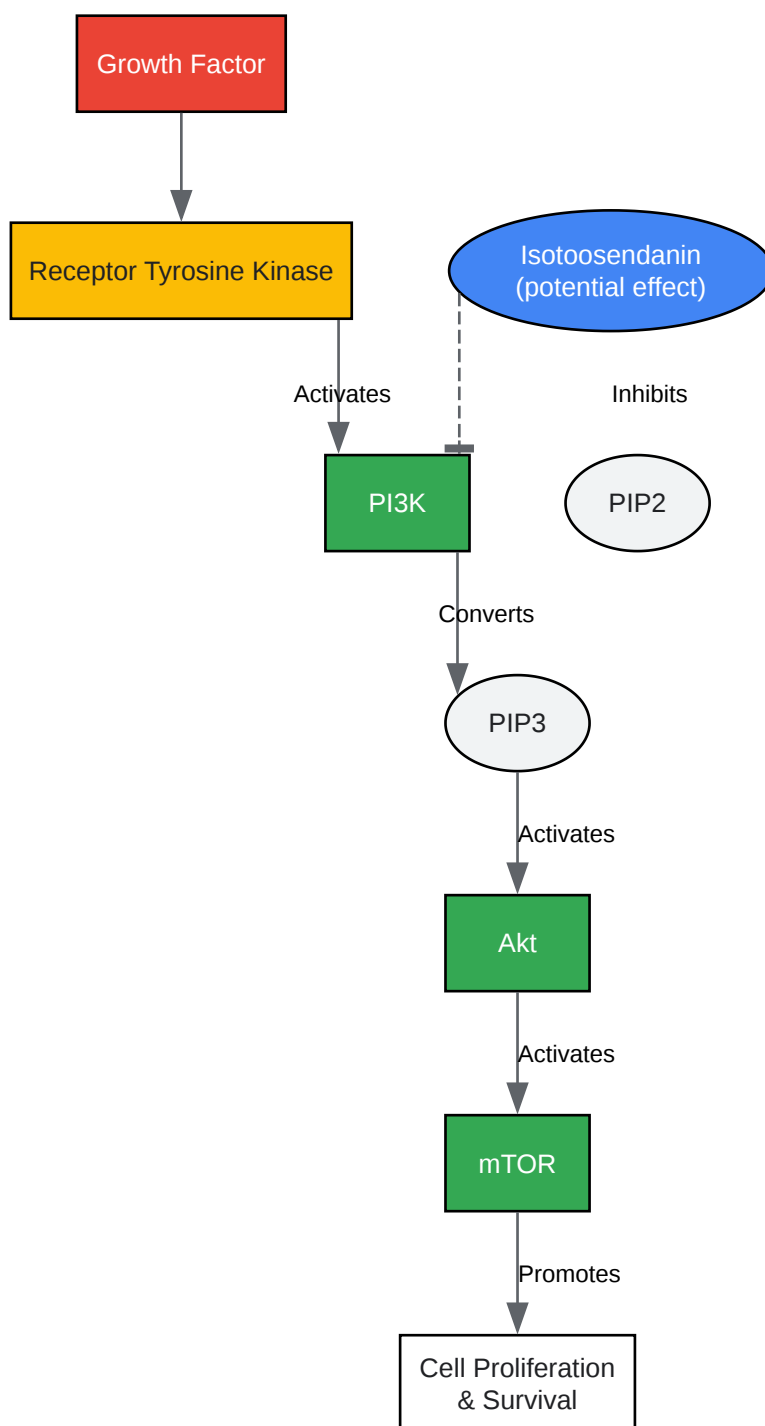 Growth Factor
Receptor Tyrosine Kinase
Isotoosendanin
(potential effect)
Activates
Inhibits
PI3K
PIP2
Converts
PIP3
Activates
Akt
Activates
mTOR
Promotes
Cell Proliferation
& Survival